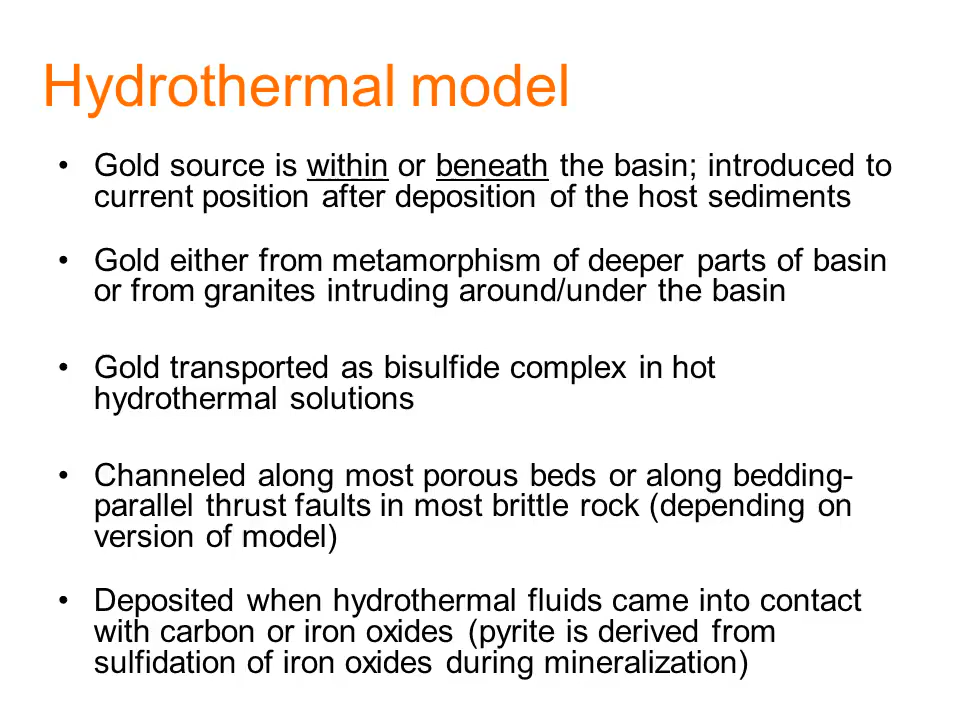 Hydrothermal model
• Gold source is within or beneath the basin; introduced to
current position after deposition of the host sediments
• Gold either from metamorphism of deeper parts of basin
or from granites intruding around/under the basin
• Gold transported as bisulfide complex in hot
hydrothermal solutions
• Channeled along most porous beds or along bedding-
parallel thrust faults in most brittle rock (depending on
version of model)
• Deposited when hydrothermal fluids came into contact
with carbon or iron oxides (pyrite is derived from
sulfidation of iron oxides during mineralization)